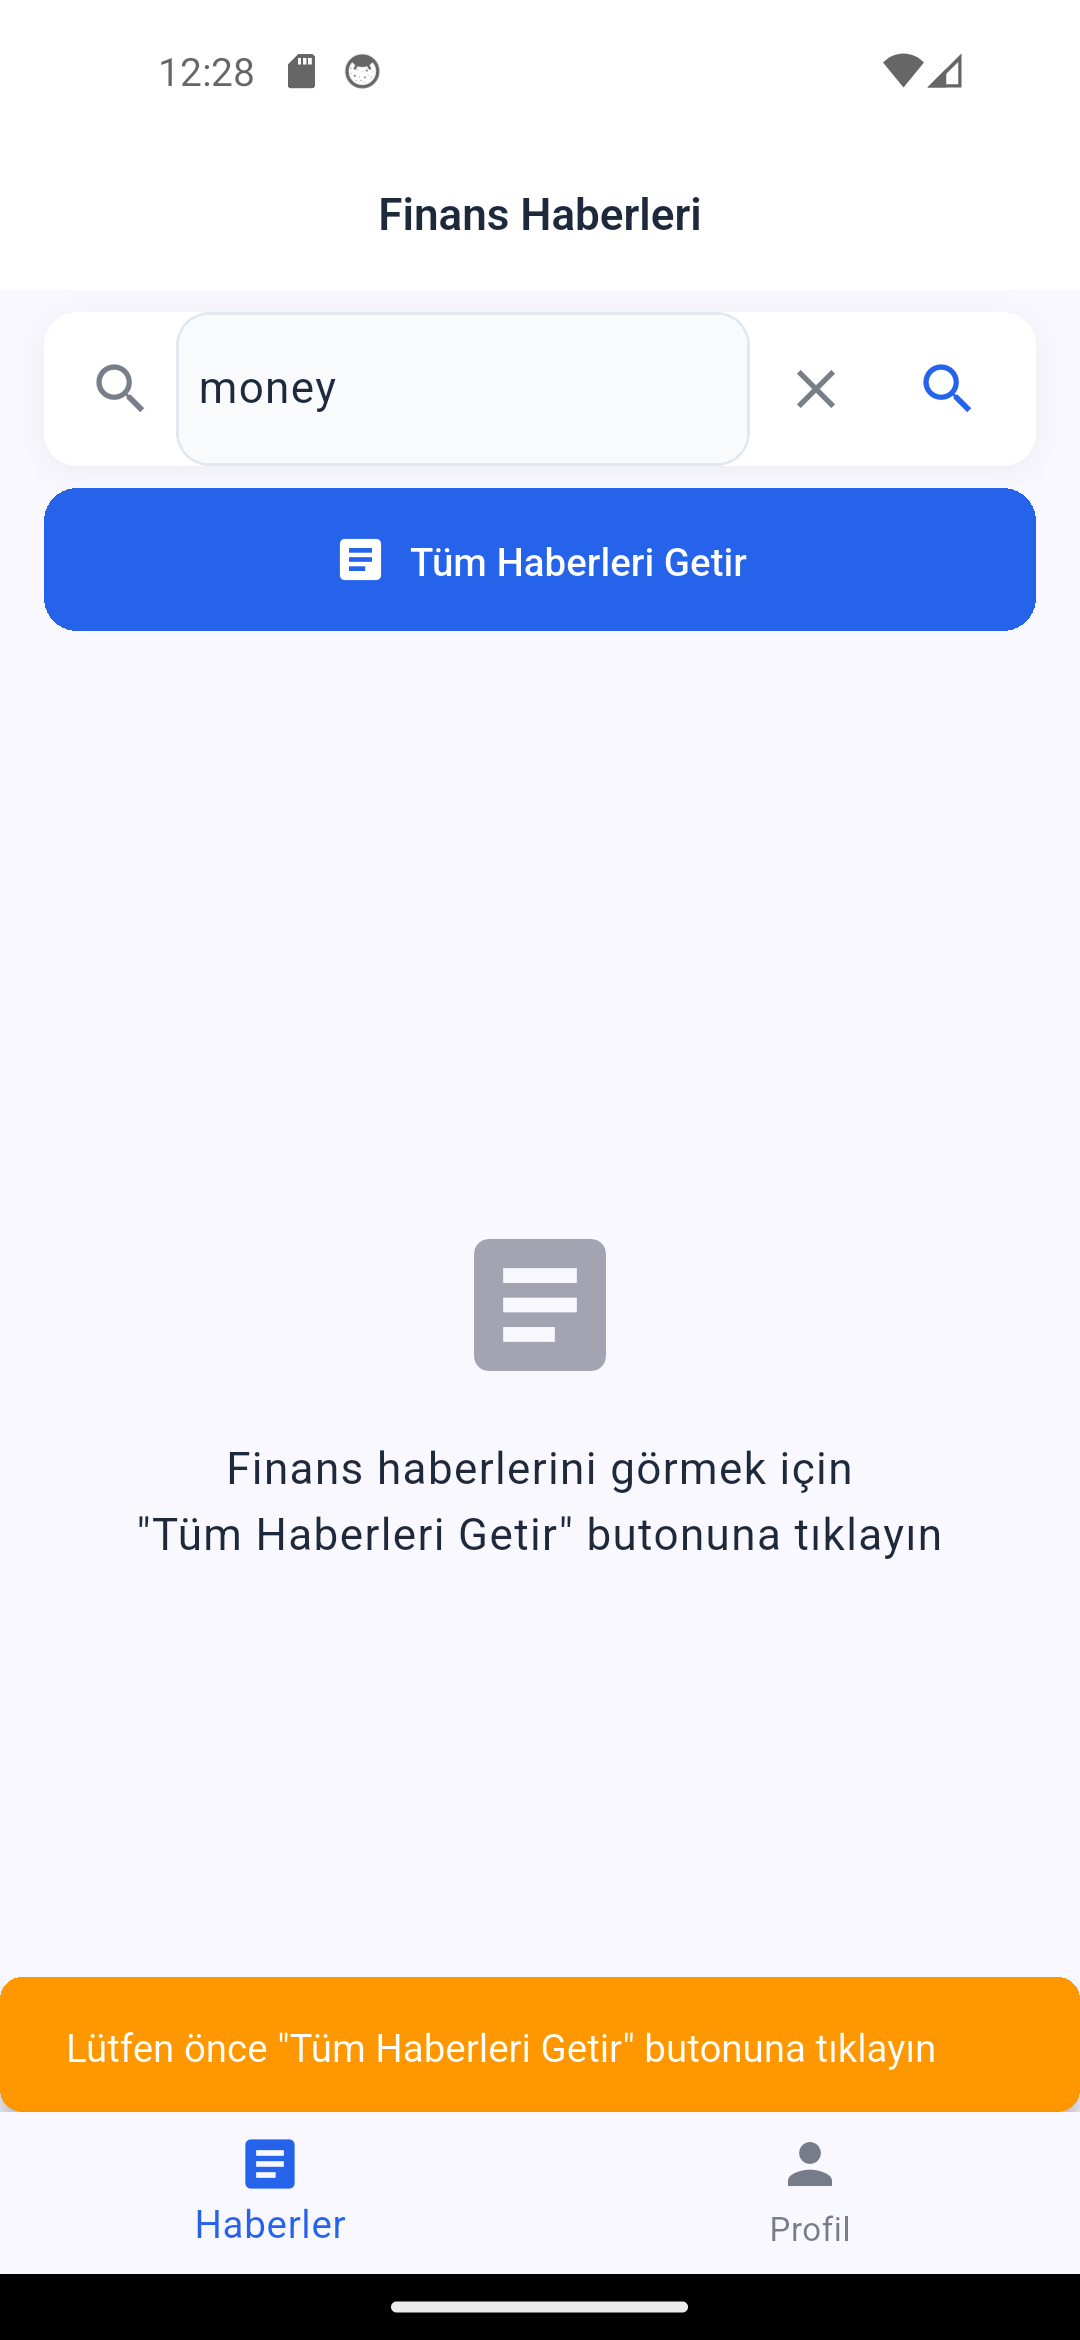 12:28
Finans Haberleri
money
Tüm Haberleri Getir
Finans haberlerini görmek için
"Tüm Haberleri Getir" butonuna tıklayın
Lütfen önce "Tüm Haberleri Getir" butonuna tıklayın
Haberler
Profil